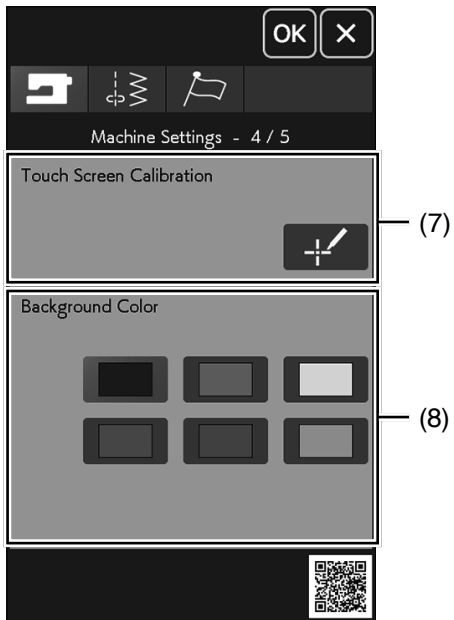 OK
Machine Settings - 4 / 5
Touch Screen Calibration
(7)
Background Color
(8)